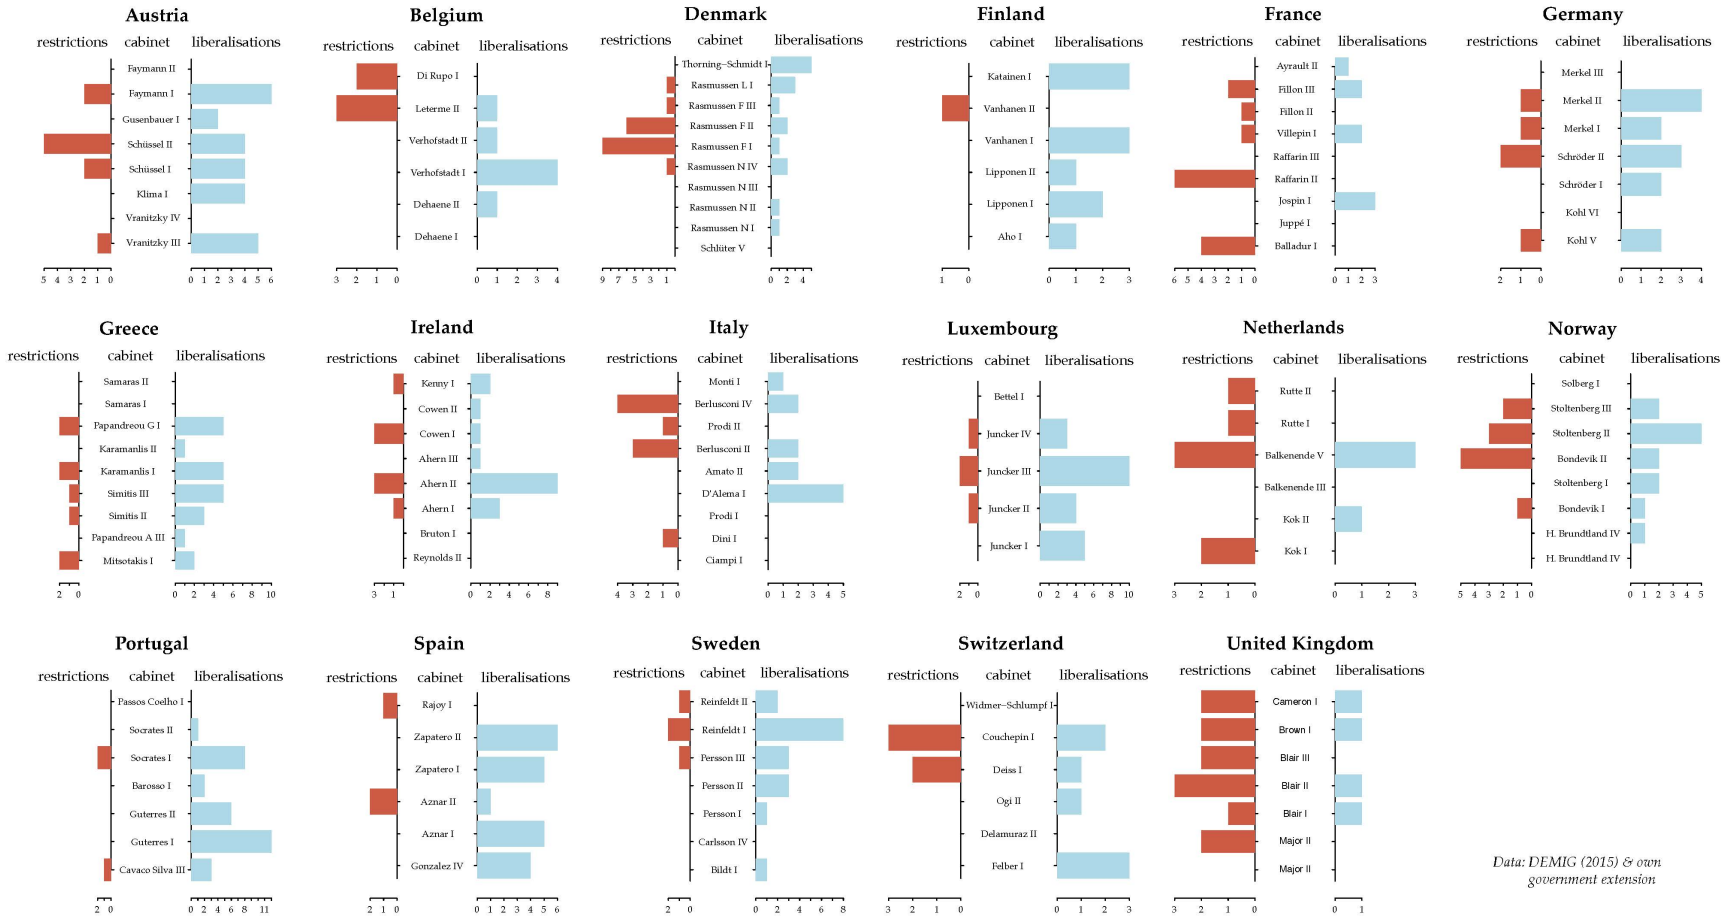 Austria
restrictions cabinet liberalisations
Faymann II
Faymann I
Gusenbauer I
Schüssel II
Schüssel I
Klima I
Vranitzky IV
Vranitzky III
5 4 3 2 1 0 0 1 2 3 4 5 6
Belgium
restrictions cabinet liberalisations
Di Rupo I
Leterme II
Verhofstadt II
Verhofstadt I
Dehaene II
Dehaene I
3 2 1 0 0 1 2 3 4
Denmark
restrictions cabinet liberalisations
Thorning−Schmidt I
Rasmussen L I
Rasmussen F III
Rasmussen F II
Rasmussen F I
Rasmussen N IV
Rasmussen N III
Rasmussen N II
Rasmussen N I
Schlüter V
9 7 5 3 1 0 2 4
Finland
restrictions cabinet liberalisations
Katainen I
Vanhanen II
Vanhanen I
Lipponen II
Lipponen I
Aho I
1 0 0 1 2 3
France
restrictions cabinet liberalisations
Ayrault II
Fillon III
Fillon II
Villepin I
Raffarin III
Raffarin II
Jospin I
Juppé I
Balladur I
6 5 4 3 2 1 0 0 1 2 3
Germany
restrictions cabinet liberalisations
Merkel III
Merkel II
Merkel I
Schröder II
Schröder I
Kohl VI
Kohl V
2 1 0 0 1 2 3 4
Greece
restrictions cabinet liberalisations
Samaras II
Samaras I
Papandreou G I
Karamanlis II
Karamanlis I
Simitis III
Simitis II
Papandreou A III
Mitsotakis I
2 0 0 2 4 6 8 10
Ireland
restrictions cabinet liberalisations
Kenny I
Cowen II
Cowen I
Ahern III
Ahern II
Ahern I
Bruton I
Reynolds II
3 1 0 2 4 6 8
Italy
restrictions cabinet liberalisations
Monti I
Berlusconi IV
Prodi II
Berlusconi II
Amato II
D'Alema I
Prodi I
Dini I
Ciampi I
4 3 2 1 0 0 1 2 3 4 5
Luxembourg
restrictions cabinet liberalisations
Bettel I
Juncker IV
Juncker III
Juncker II
Juncker I
2 0 0 2 4 6 8 10
Netherlands
restrictions cabinet liberalisations
Rutte II
Rutte I
Balkenende V
Balkenende III
Kok II
Kok I
3 2 1 0 0 1 2 3
Norway
restrictions cabinet liberalisations
Solberg I
Stoltenberg III
Stoltenberg II
Bondevik II
Stoltenberg I
Bondevik I
H. Brundtland IV
H. Brundtland IV
5 4 3 2 1 0 0 1 2 3 4 5
Portugal
restrictions cabinet liberalisations
Passos Coelho I
Socrates II
Socrates I
Barosso I
Guterres II
Guterres I
Cavaco Silva III
2 0 0 2 4 6 8 11
Spain
restrictions cabinet liberalisations
Rajoy I
Zapatero II
Zapatero I
Aznar II
Aznar I
Gonzalez IV
2 1 0 0 1 2 3 4 5 6
Sweden
restrictions cabinet liberalisations
Reinfeldt II
Reinfeldt I
Persson III
Persson II
Persson I
Carlsson IV
Bildt I
2 0 0 2 4 6 8
Switzerland
restrictions cabinet liberalisations
Widmer−Schlumpf I
Couchepin I
Deiss I
Ogi II
Delamuraz II
Felber I
3 2 1 0 0 1 2 3
United Kingdom
restrictions cabinet liberalisations
Cameron I
Brown I
Blair III
Blair II
Blair I
Major II
Major II
3 2 1 0 0 1
Data: DEMIG (2015) & own
government extension